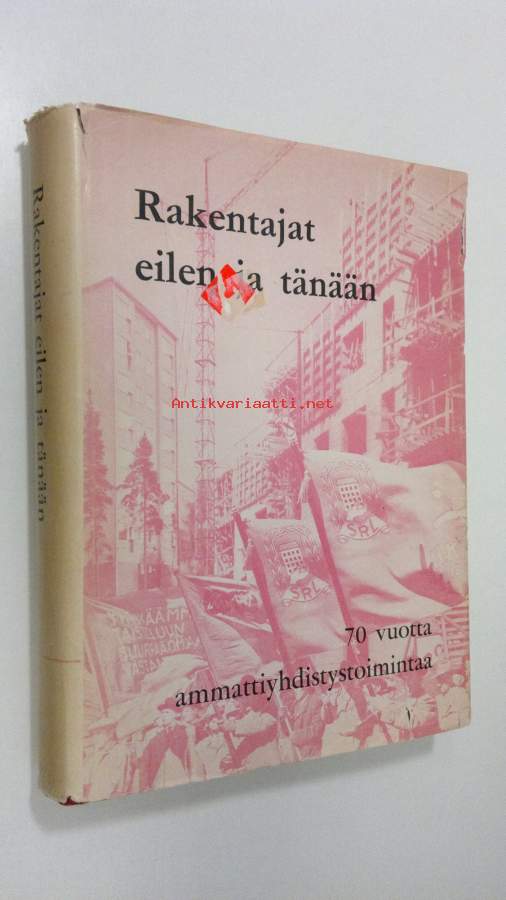 Rakentajat
eilen ja tänään
Rakentajat eilen ja tänään
Antikvariaatti.net
SRL
SRL
70 vuotta
ammattiyhdistystoimintaa